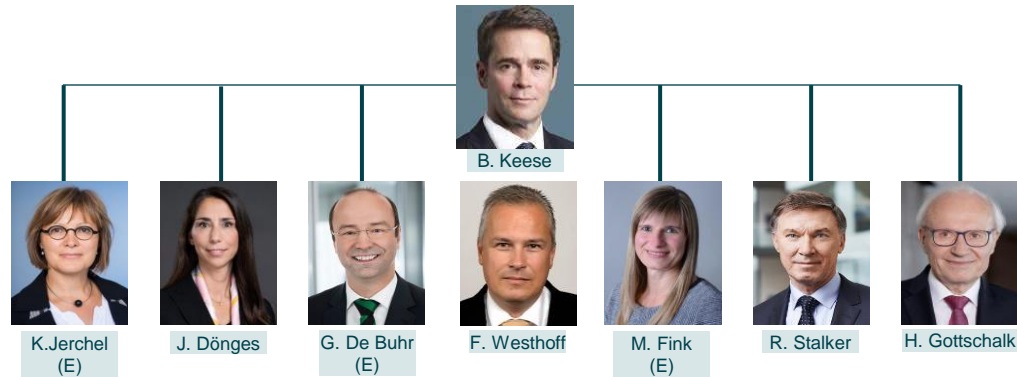 B. Keese
K.Jerchel
(E)
J. Dönges
G. De Buhr
(E)
F. Westhoff
M. Fink
(E)
R. Stalker
H. Gottschalk